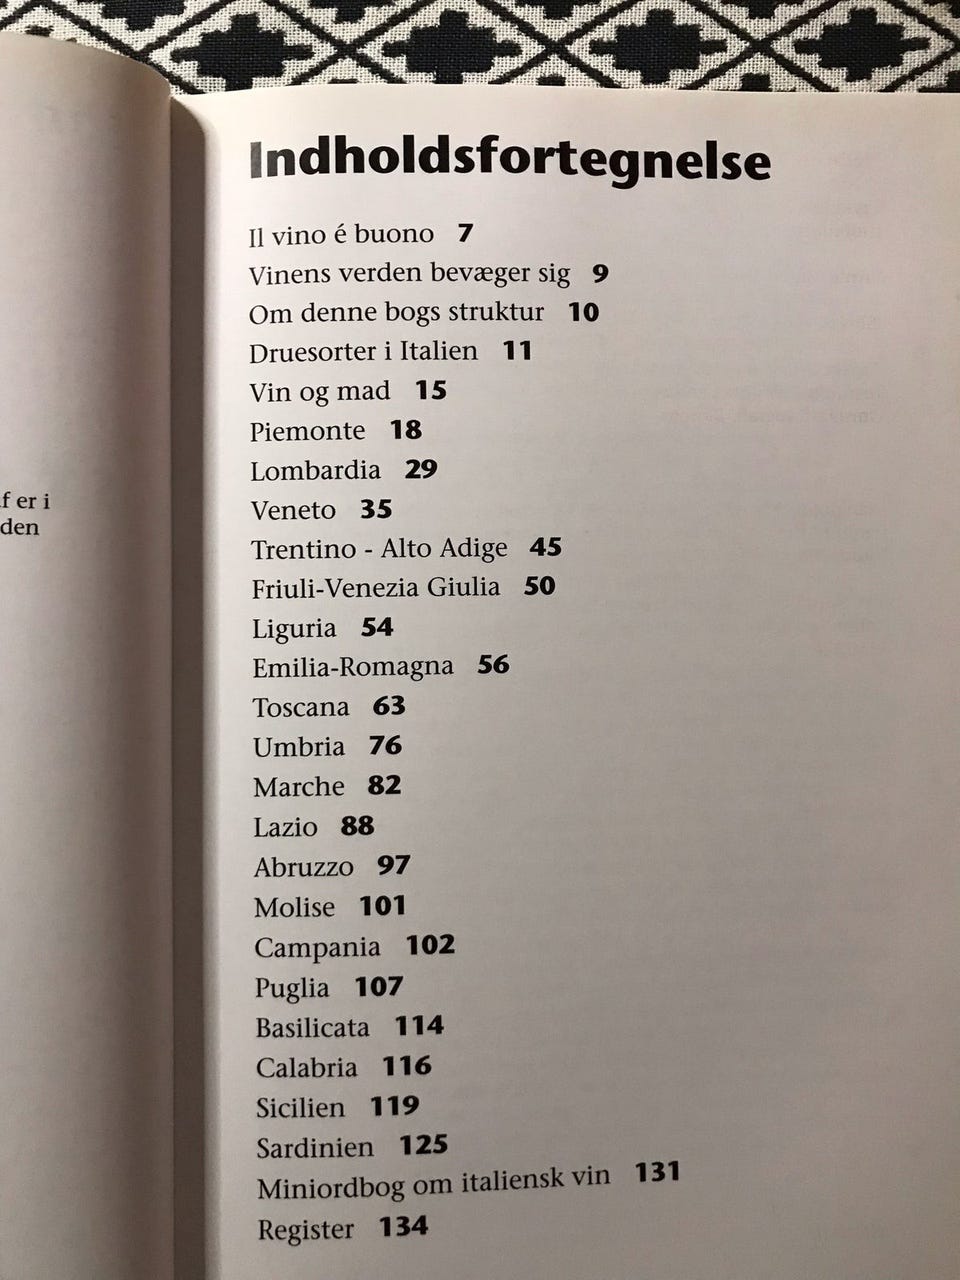 f er i
den
Indholdsfortegnelse
Il vino é buono 7
Vinens verden bevæger sig 9
Om denne bogs struktur 10
Druesorter i Italien 11
Vin og mad 15
Piemonte 18
Lombardia 29
Veneto 35
Trentino - Alto Adige 45
Friuli-Venezia Giulia 50
Liguria 54
Emilia-Romagna 56
Toscana 63
Umbria 76
Marche 82
Lazio 88
Abruzzo 97
Molise 101
Campania 102
Puglia 107
Basilicata 114
Calabria 116
Sicilien 119
Sardinien 125
Miniordbog om italiensk vin 131
Register 134